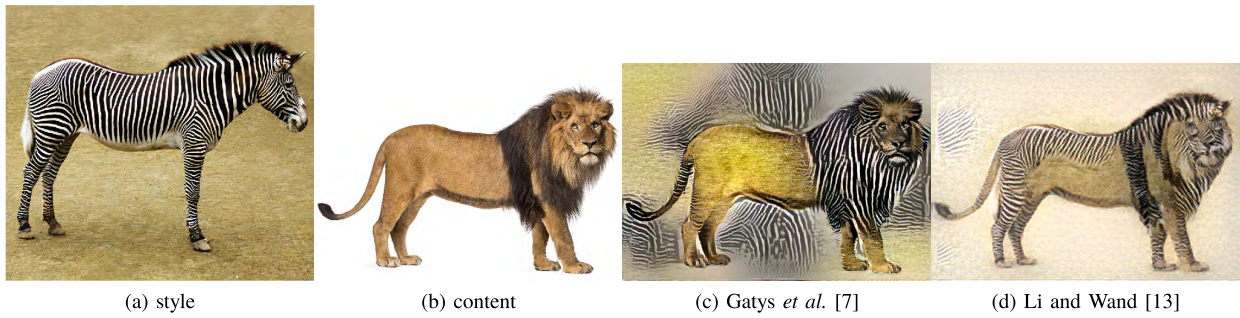 (a) style
(b) content
(c) Gatys et al. [7]
(d) Li and Wand [13]